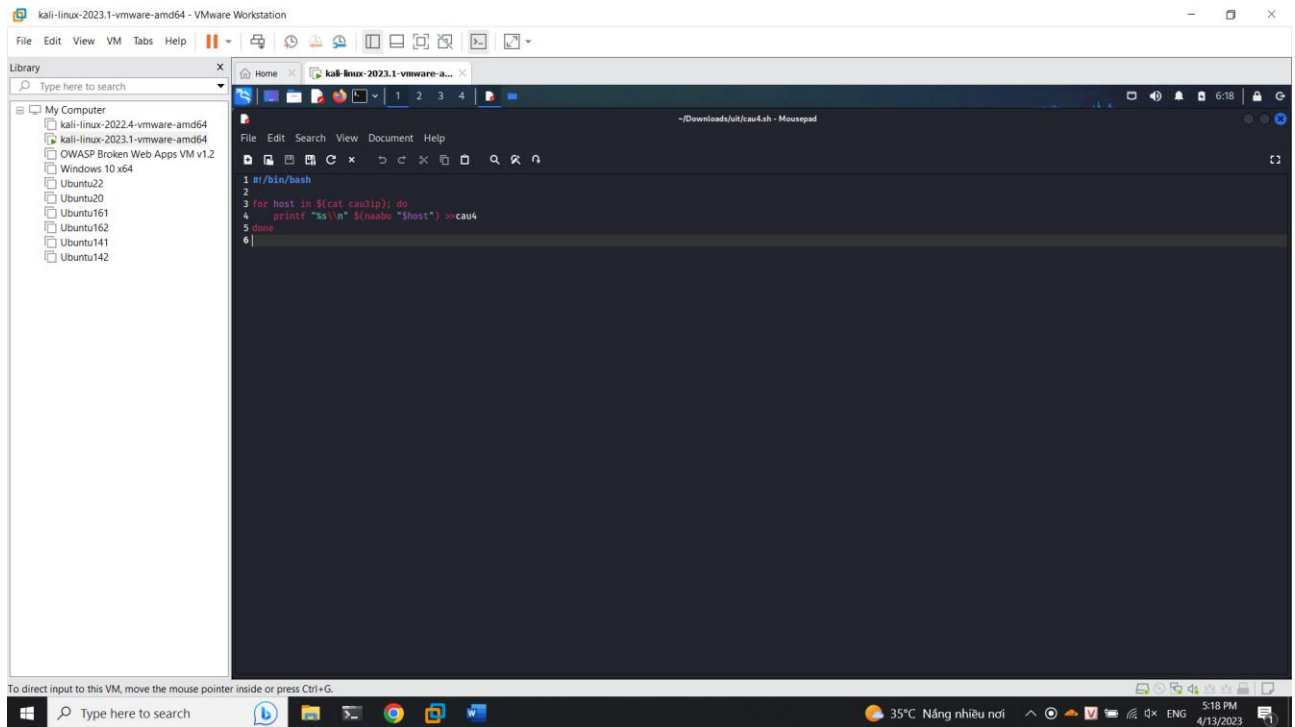 kali-linux-2023.1-vmware-amd64 - VMware Workstation
File Edit View VM Tabs Help
Library X
Type here to search
My Computer
kali-linux-2022.4-vmware-amd64
kali-linux-2023.1-vmware-amd64
OWASP Broken Web Apps VM v1.2
Windows 10 x64
Ubuntu22
Ubuntu20
Ubuntu161
Ubuntu162
Ubuntu141
Ubuntu142
Home kali-linux-2023.1-vmware-a...
1 2 3 4 6:18
~/Downloads/uit/cau4.sh - Mousepad
File Edit Search View Document Help
1 #!/bin/bash
2
3 for host in $(cat cau3ip); do
4 printf "%s\\n" $(naabu "$host") >>cau4
5 done
6
To direct input to this VM, move the mouse pointer inside or press Ctrl+G.
Type here to search
35°C Nắng nhiều nơi ENG 5:18 PM
4/13/2023